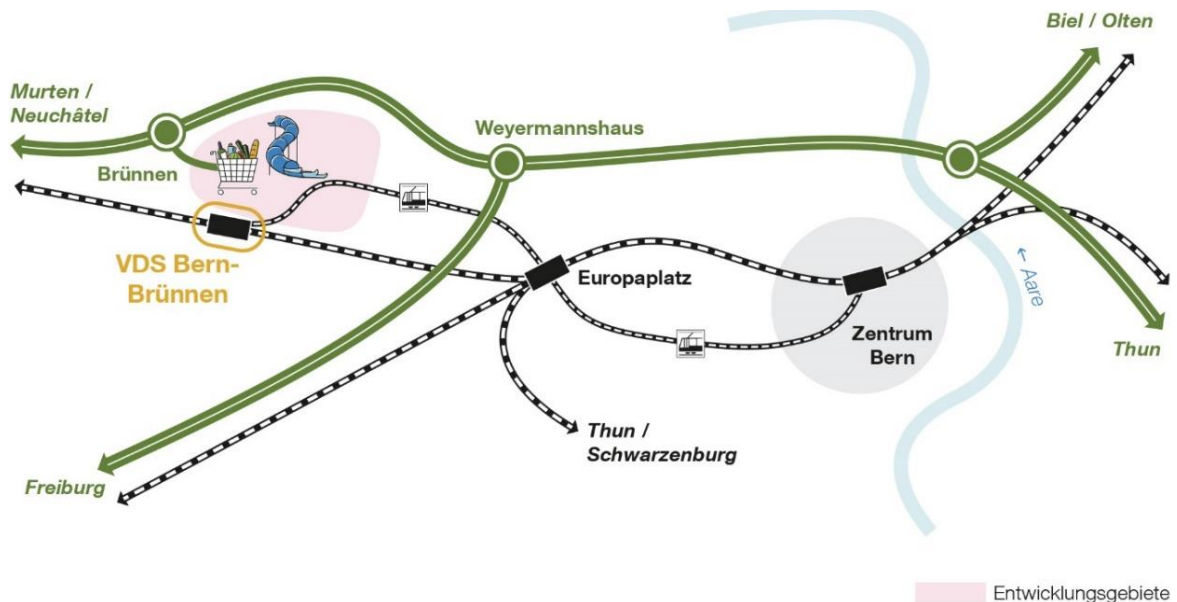 Biel / Olten
Murten /
Neuchâtel
Weyermannshaus
Brünnen
VDS Bern-
Brünnen
Europaplatz
← Aare
Zentrum
Bern
Thun
Thun /
Schwarzenburg
Freiburg
Entwicklungsgebiete